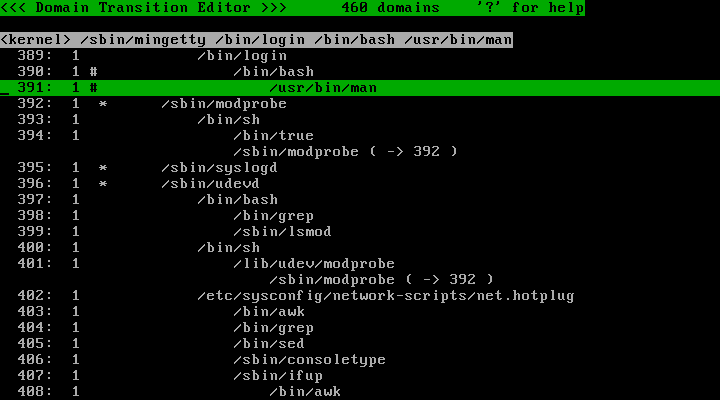 <<< Domain Transition Editor >>>      460 domains    '?' for help
<kernel> /sbin/mingetty /bin/login /bin/bash /usr/bin/man
389:  1             /bin/login
390:  1 #               /bin/bash
391:  1 #                   /usr/bin/man
392:  1  *      /sbin/modprobe
393:  1             /bin/sh
394:  1                 /bin/true
/sbin/modprobe ( -> 392 )
395:  1  *      /sbin/syslogd
396:  1  *      /sbin/udevd
397:  1             /bin/bash
398:  1                 /bin/grep
399:  1                 /sbin/lsmod
400:  1             /bin/sh
401:  1                 /lib/udev/modprobe
/sbin/modprobe ( -> 392 )
402:  1             /etc/sysconfig/network-scripts/net.hotplug
403:  1                 /bin/awk
404:  1                 /bin/grep
405:  1                 /bin/sed
406:  1                 /sbin/consoletype
407:  1                 /sbin/ifup
408:  1                     /bin/awk